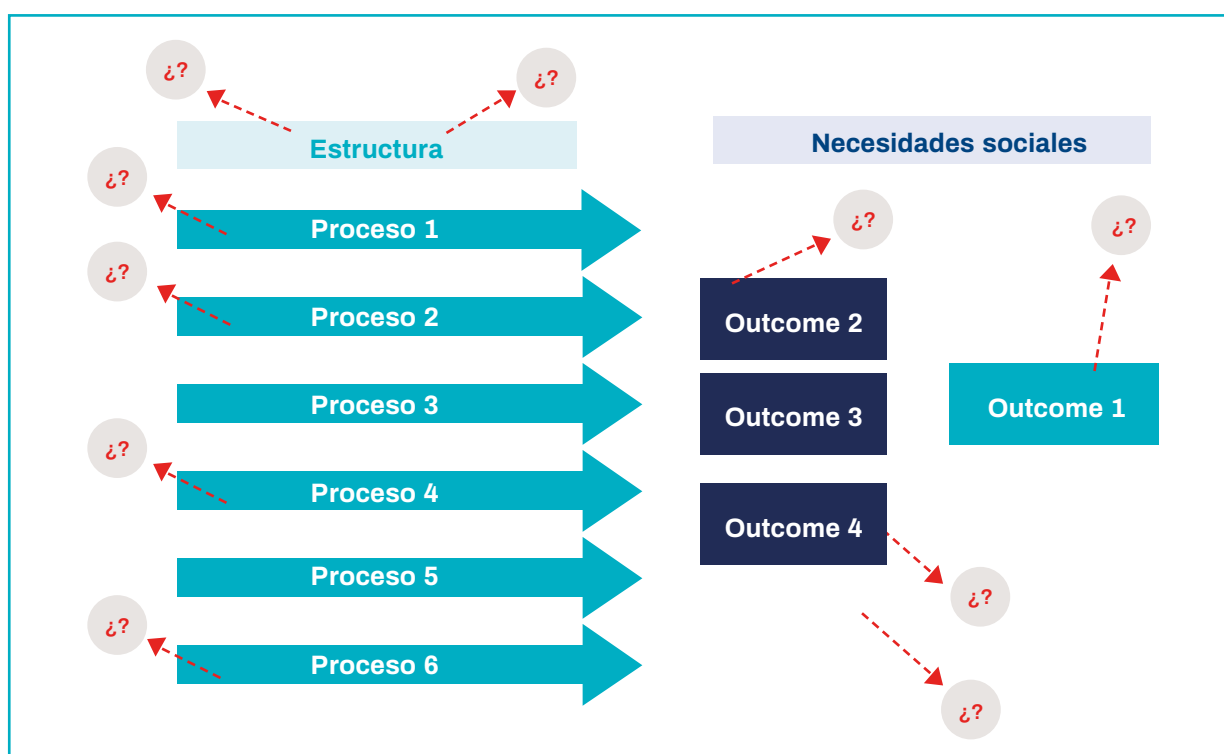 ¿?
¿?
Estructura
Necesidades sociales
¿?
Proceso 1
¿?
¿?
¿?
Proceso 2
Outcome 2
Proceso 3
Outcome 3
Outcome 1
¿?
Proceso 4
Outcome 4
Proceso 5
¿?
¿?
Proceso 6
¿?